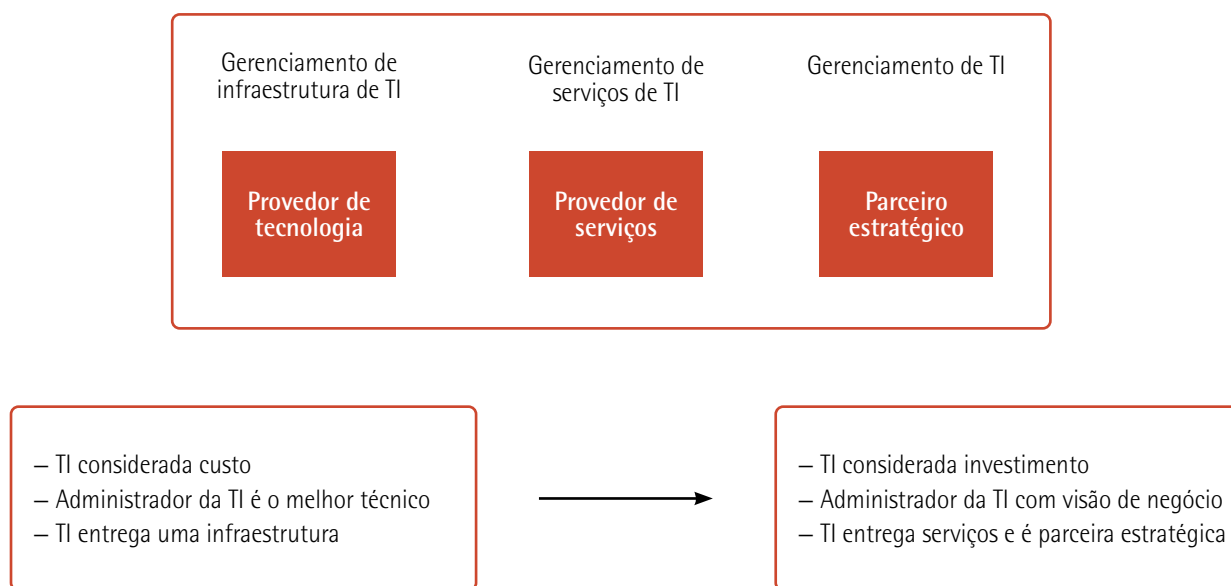 Gerenciamento de
infraestrutura de TI
Gerenciamento de
serviços de TI
Gerenciamento de TI
Provedor de
tecnologia
Provedor de
serviços
Parceiro
estratégico
– TI considerada custo
– Administrador da TI é o melhor técnico
– TI entrega uma infraestrutura
– TI considerada investimento
– Administrador da TI com visão de negócio
– TI entrega serviços e é parceira estratégica